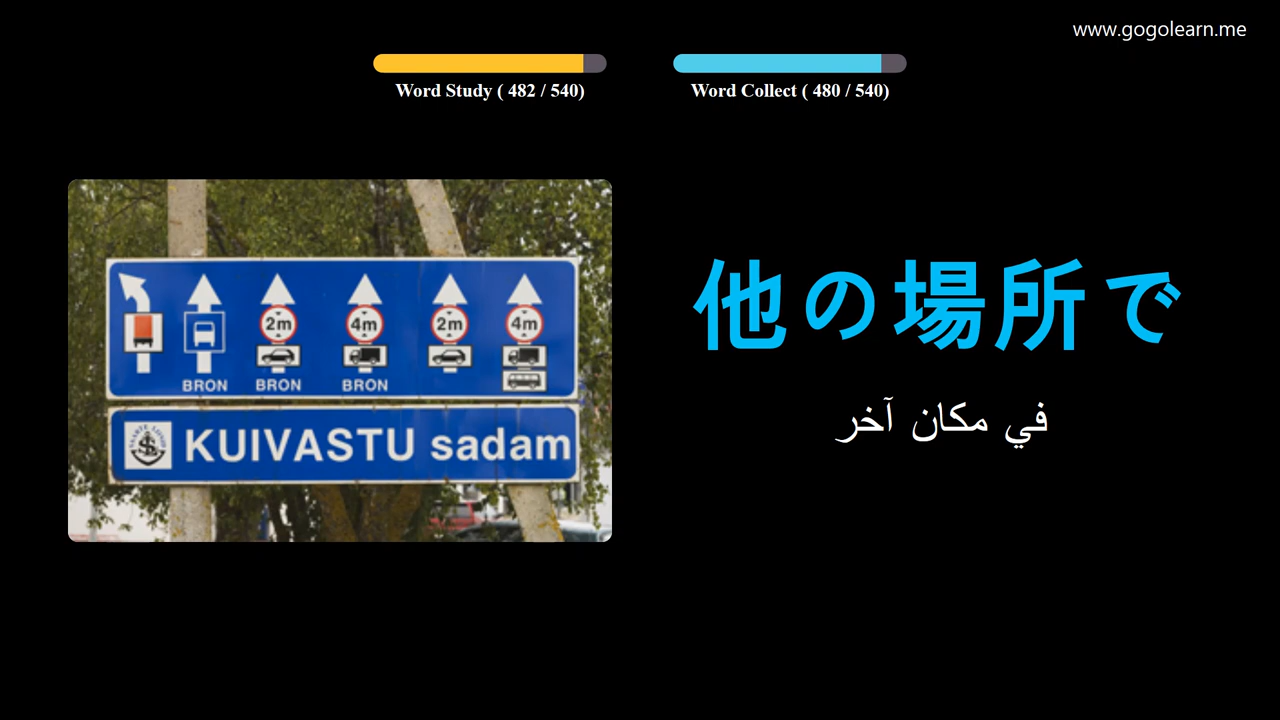 www.gogolearn.me
Word Study ( 482 / 540)
Word Collect ( 480 / 540)
2m 4m 2m 4m
BRON BRON BRON
KUIVASTU sadam
他の場所で
في مكان آخر